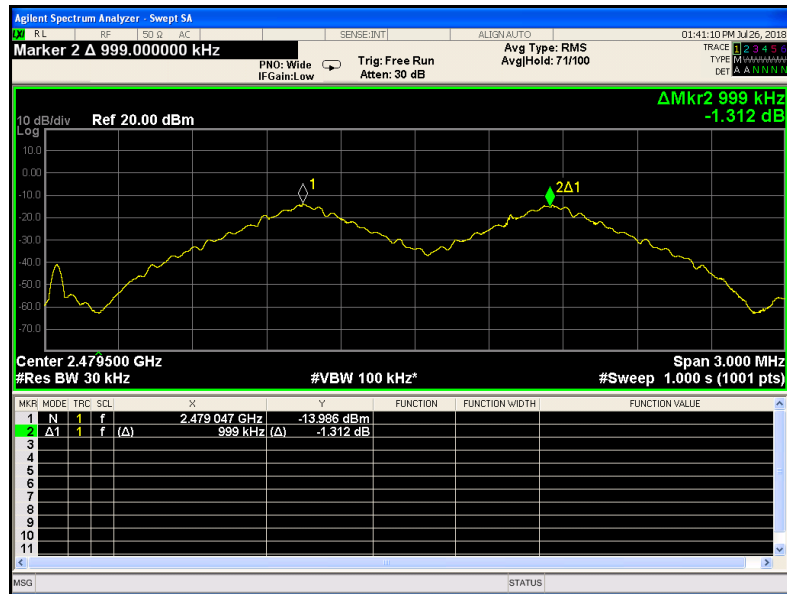 Agilent Spectrum Analyzer - Swept SA
LXI RL RF 50 Ω AC SENSE:INT ALIGN AUTO 01:41:10 PM Jul 26, 2018
Marker 2 Δ 999.000000 kHz
PNO: Wide
IFGain:Low
Trig: Free Run
Atten: 30 dB
Avg Type: RMS
Avg|Hold: 71/100
TRACE 1 2 3 4 5 6
TYPE M
DET A A N N N N
ΔMkr2 999 kHz
-1.312 dB
10 dB/div Ref 20.00 dBm
Log
10.0
0.00
-10.0
-20.0
-30.0
-40.0
-50.0
-60.0
-70.0
1
2Δ1
Center 2.479500 GHz Span 3.000 MHz
#Res BW 30 kHz #VBW 100 kHz* #Sweep 1.000 s (1001 pts)
MKR MODE TRC SCL X Y FUNCTION FUNCTION WIDTH FUNCTION VALUE
1 N 1 f 2.479 047 GHz -13.986 dBm
2 Δ1 1 f (Δ) 999 kHz (Δ) -1.312 dB
3
4
5
6
7
8
9
10
11
MSG STATUS